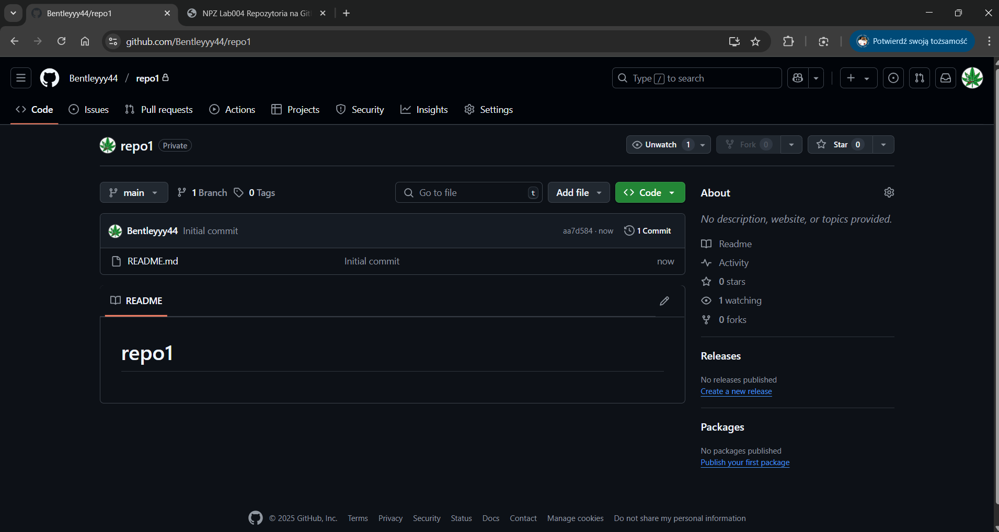 Bentleyyy44/repo1
NPZ Lab004 Repozytoria na Git
github.com/Bentleyyy44/repo1
Potwierdź swoją tożsamość
Bentleyyy44 / repo1
Type / to search
Code
Issues
Pull requests
Actions
Projects
Security
Insights
Settings
repo1 Private
Unwatch 1
Fork 0
Star 0
main
1 Branch
0 Tags
Go to file t
Add file
Code
Bentleyyy44 Initial commit
aa7d584 · now
1 Commit
README.md
Initial commit
now
README
repo1
About
No description, website, or topics provided.
Readme
Activity
0 stars
1 watching
0 forks
Releases
No releases published
Create a new release
Packages
No packages published
Publish your first package
© 2025 GitHub, Inc.
Terms
Privacy
Security
Status
Docs
Contact
Manage cookies
Do not share my personal information